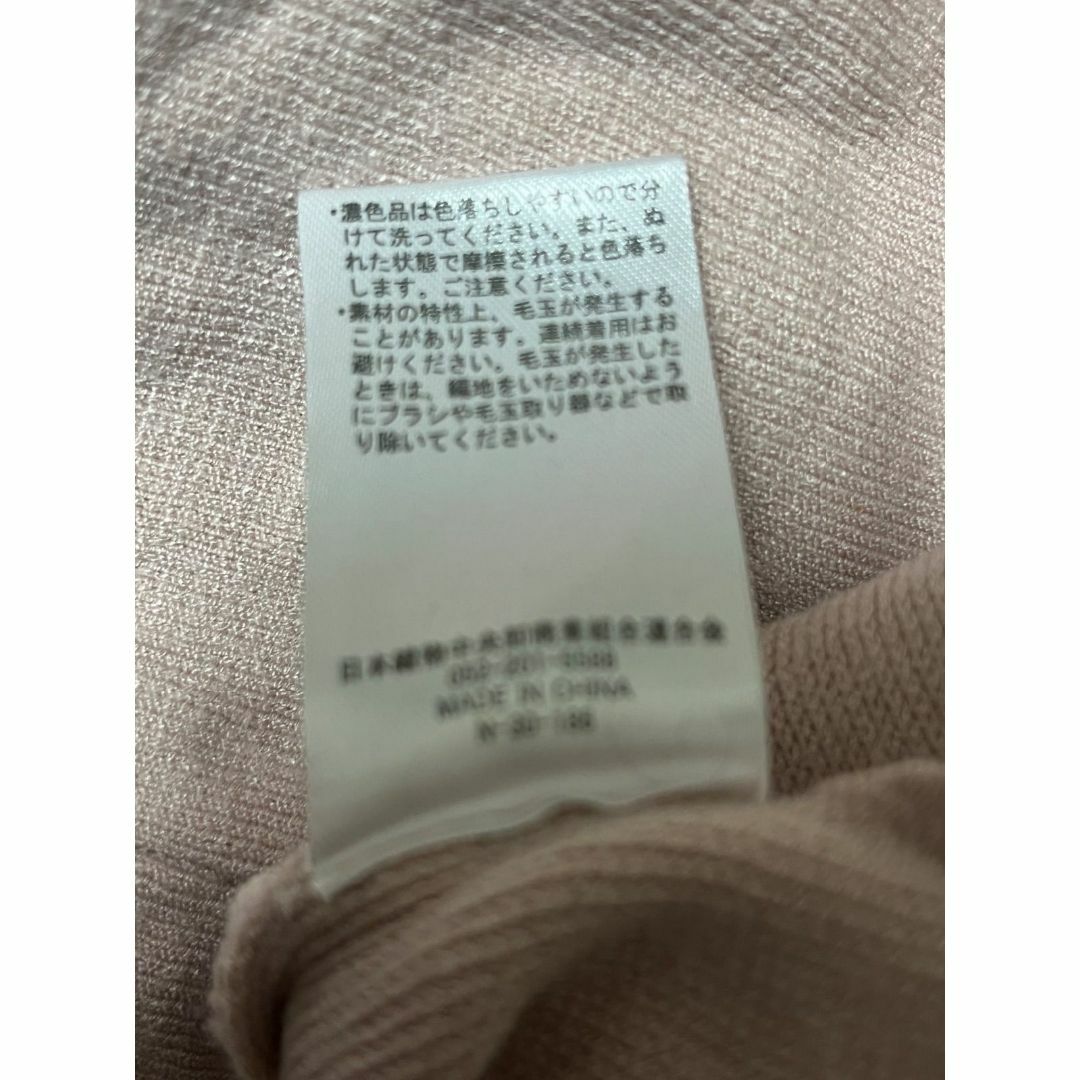 ・濃色品は色落ちしやすいので分
けて洗ってください。また、ぬ
れた状態で摩擦されると色落ち
します。ご注意ください。
・素材の特性上、毛玉が発生する
ことがあります。連続着用はお
避けください。毛玉が発生した
ときは、編地をいためないよう
にブラシや毛玉取り器などで取
り除いてください。
MADE IN CHINA